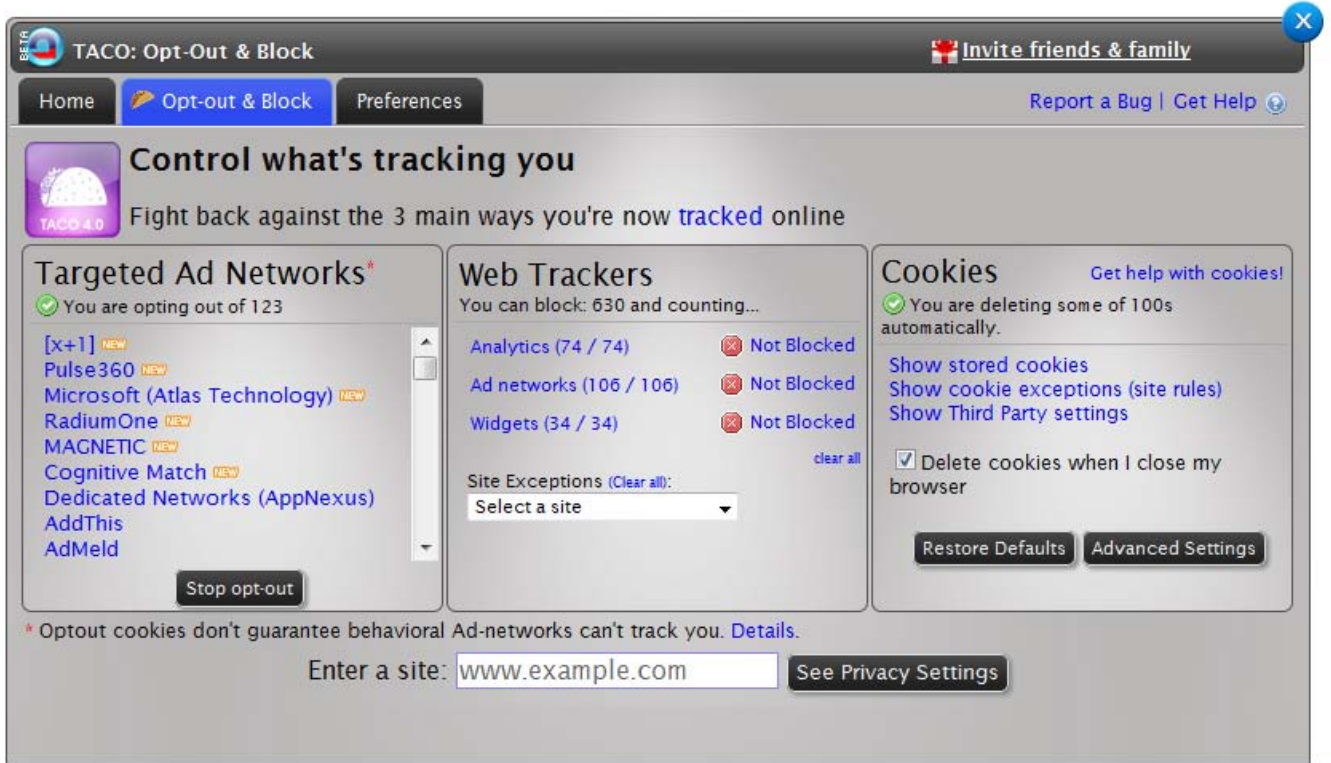 BETA
TACO: Opt-Out & Block
Invite friends & family
X
Home
Opt-out & Block
Preferences
Report a Bug | Get Help ?
TACO 4.0
Control what's tracking you
Fight back against the 3 main ways you're now tracked online
Targeted Ad Networks*
You are opting out of 123
[x+1] NEW
Pulse360 NEW
Microsoft (Atlas Technology) NEW
RadiumOne NEW
MAGNETIC NEW
Cognitive Match NEW
Dedicated Networks (AppNexus)
AddThis
AdMeld
Stop opt-out
Web Trackers
You can block: 630 and counting...
Analytics (74 / 74) Not Blocked
Ad networks (106 / 106) Not Blocked
Widgets (34 / 34) Not Blocked
clear all
Site Exceptions (Clear all):
Select a site
Cookies
Get help with cookies!
You are deleting some of 100s
automatically.
Show stored cookies
Show cookie exceptions (site rules)
Show Third Party settings
Delete cookies when I close my
browser
Restore Defaults
Advanced Settings
* Optout cookies don't guarantee behavioral Ad-networks can't track you. Details.
Enter a site: www.example.com See Privacy Settings